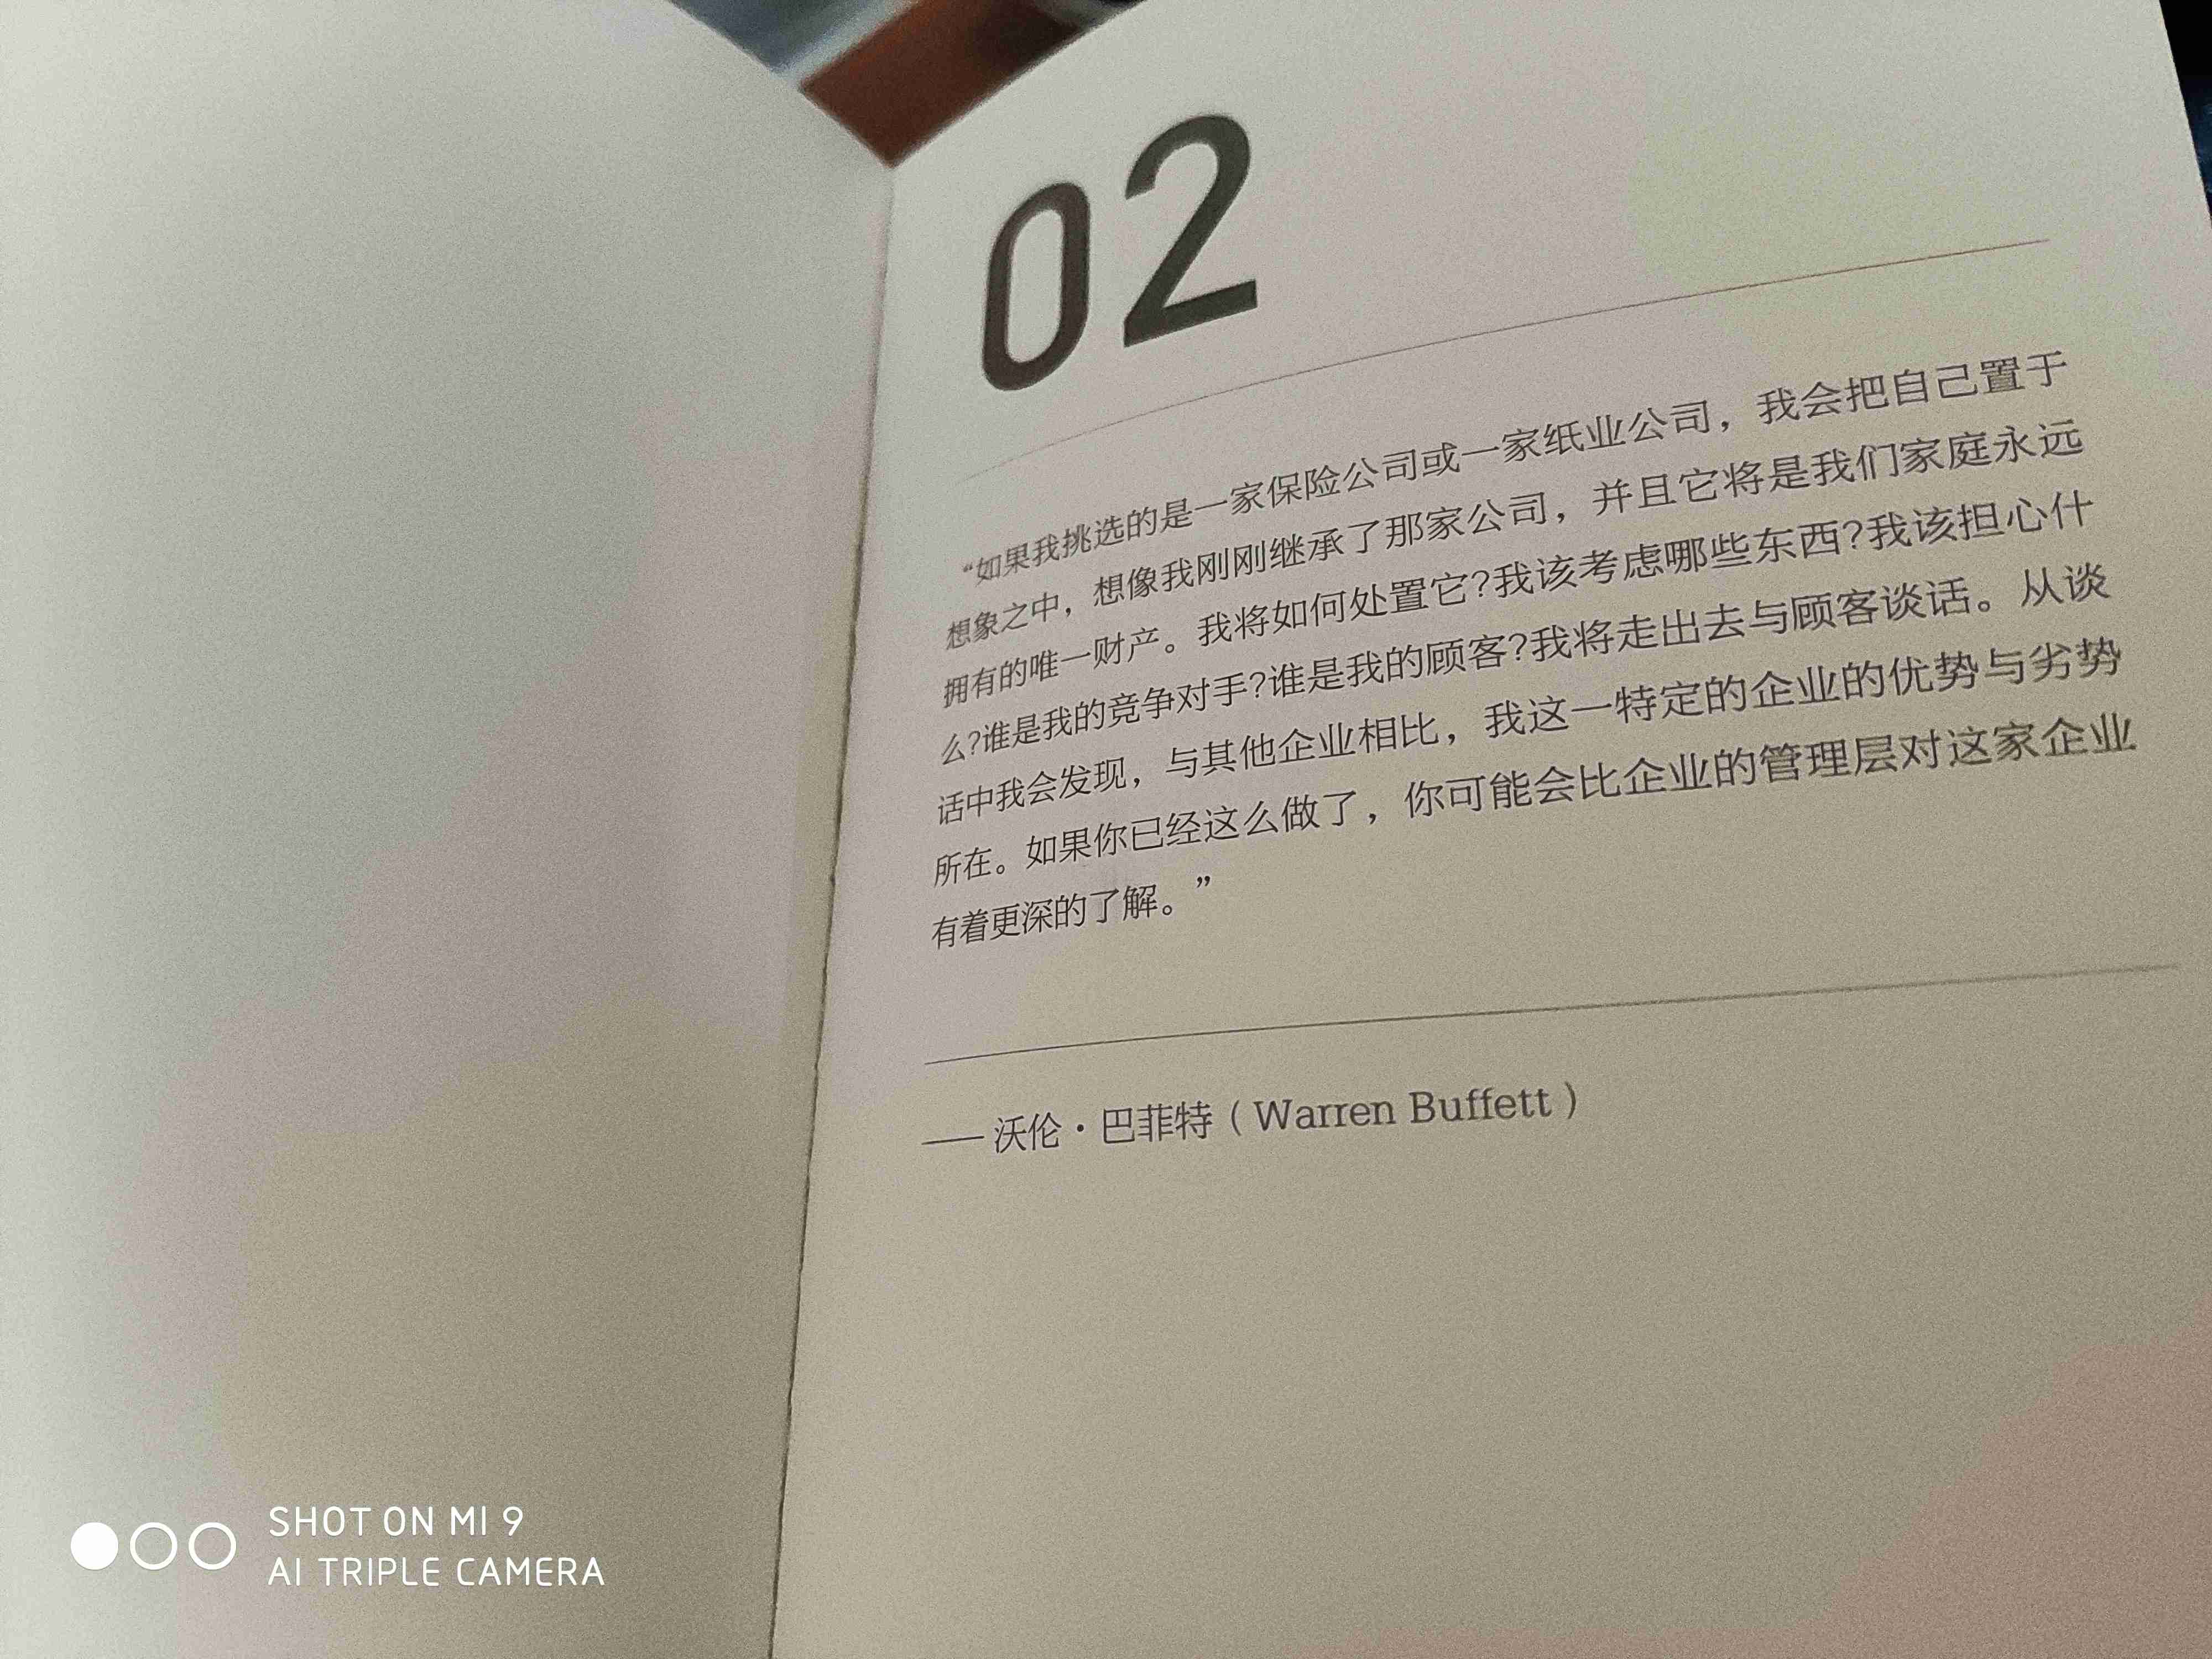 02
“如果我挑选的是一家保险公司或一家纸业公司，我会把自己置于
想象之中，想像我刚刚继承了那家公司，并且它将是我们家庭永远
拥有的唯一财产。我将如何处置它?我该考虑哪些东西?我该担心什
么?谁是我的竞争对手?谁是我的顾客?我将走出去与顾客谈话。从谈
话中我会发现，与其他企业相比，我这一特定的企业的优势与劣势
所在。如果你已经这么做了，你可能会比企业的管理层对这家企业
有着更深的了解。”
—— 沃伦·巴菲特（Warren Buffett）
SHOT ON MI 9
AI TRIPLE CAMERA